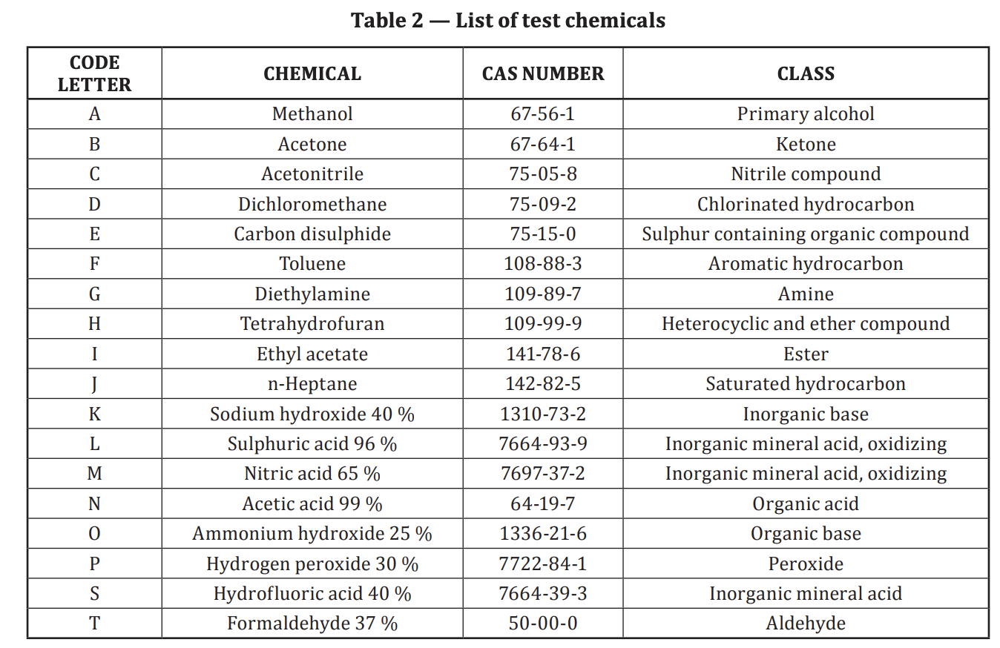 Table 2 — List of test chemicals
CODE LETTER CHEMICAL CAS NUMBER CLASS
A Methanol 67-56-1 Primary alcohol
B Acetone 67-64-1 Ketone
C Acetonitrile 75-05-8 Nitrile compound
D Dichloromethane 75-09-2 Chlorinated hydrocarbon
E Carbon disulphide 75-15-0 Sulphur containing organic compound
F Toluene 108-88-3 Aromatic hydrocarbon
G Diethylamine 109-89-7 Amine
H Tetrahydrofuran 109-99-9 Heterocyclic and ether compound
I Ethyl acetate 141-78-6 Ester
J n-Heptane 142-82-5 Saturated hydrocarbon
K Sodium hydroxide 40 % 1310-73-2 Inorganic base
L Sulphuric acid 96 % 7664-93-9 Inorganic mineral acid, oxidizing
M Nitric acid 65 % 7697-37-2 Inorganic mineral acid, oxidizing
N Acetic acid 99 % 64-19-7 Organic acid
O Ammonium hydroxide 25 % 1336-21-6 Organic base
P Hydrogen peroxide 30 % 7722-84-1 Peroxide
S Hydrofluoric acid 40 % 7664-39-3 Inorganic mineral acid
T Formaldehyde 37 % 50-00-0 Aldehyde